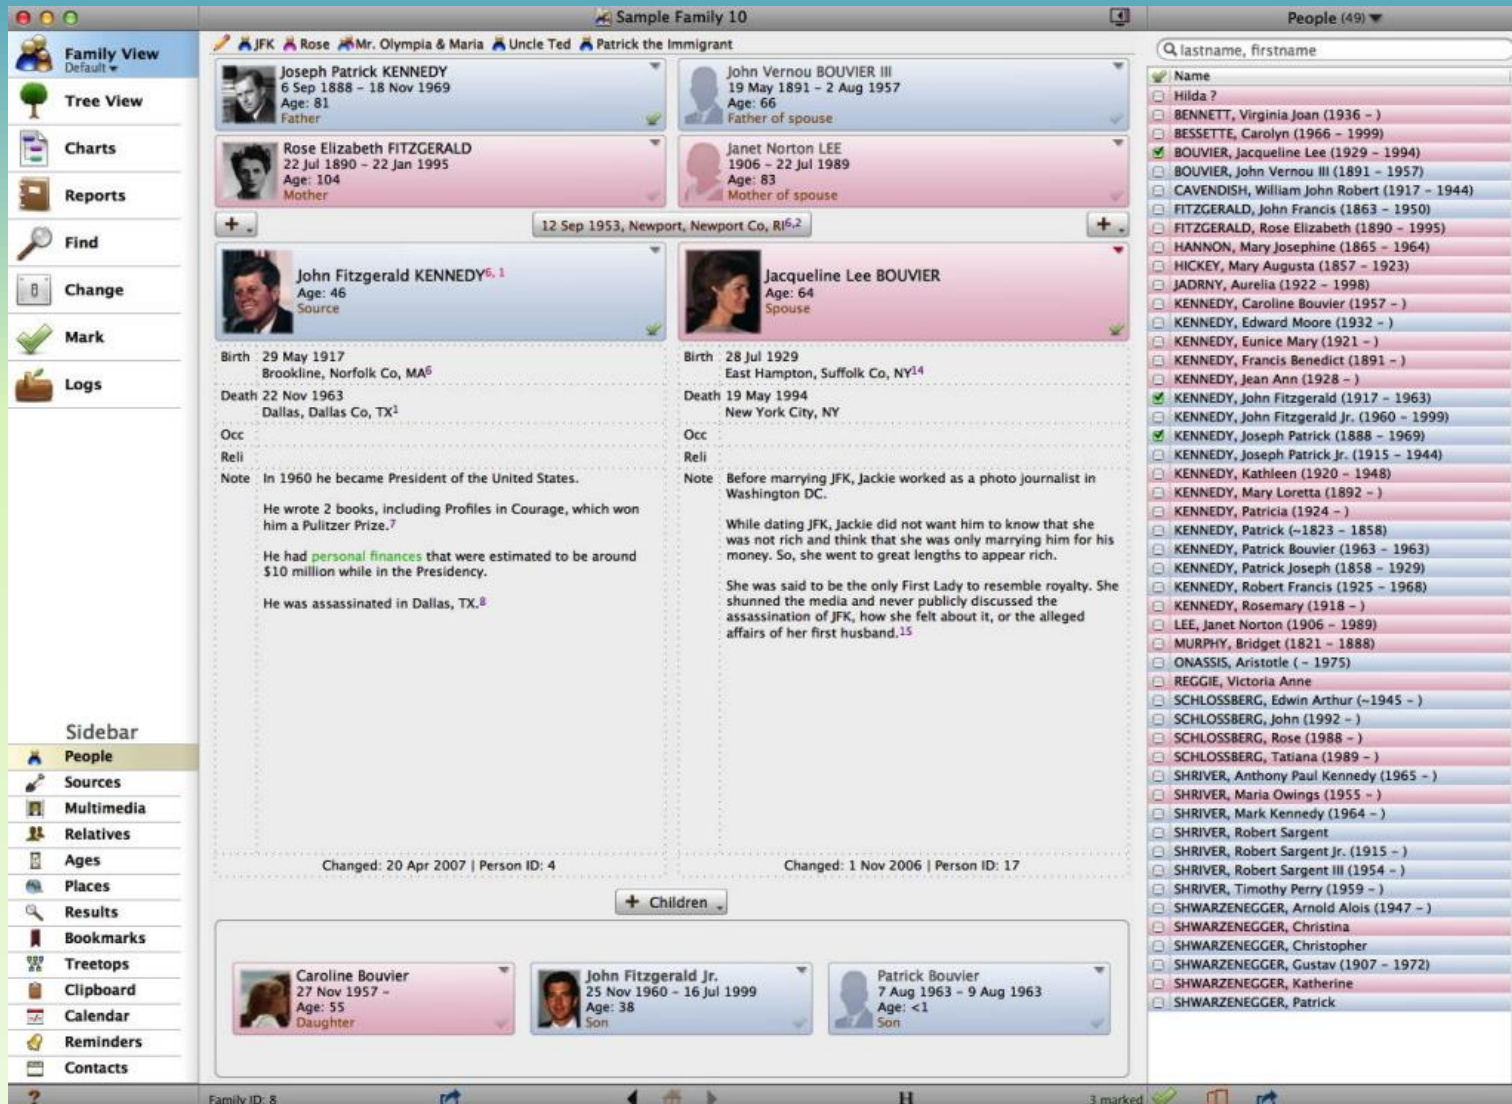 Sample Family 10
People (49)
Family View
Default
Tree View
Charts
Reports
Find
Change
Mark
Logs
Sidebar
People
Sources
Multimedia
Relatives
Ages
Places
Results
Bookmarks
Treetops
Clipboard
Calendar
Reminders
Contacts
?
JFK Rose Mr. Olympia & Maria Uncle Ted Patrick the Immigrant
Joseph Patrick KENNEDY
6 Sep 1888 – 18 Nov 1969
Age: 81
Father
John Vernou BOUVIER III
19 May 1891 – 2 Aug 1957
Age: 66
Father of spouse
Rose Elizabeth FITZGERALD
22 Jul 1890 – 22 Jan 1995
Age: 104
Mother
Janet Norton LEE
1906 – 22 Jul 1989
Age: 83
Mother of spouse
12 Sep 1953, Newport, Newport Co, RI6,2
John Fitzgerald KENNEDY6, 1
Age: 46
Source
Jacqueline Lee BOUVIER
Age: 64
Spouse
Birth 29 May 1917
Brookline, Norfolk Co, MA6
Death 22 Nov 1963
Dallas, Dallas Co, TX1
Occ
Reli
Note In 1960 he became President of the United States.
He wrote 2 books, including Profiles in Courage, which won
him a Pulitzer Prize.7
He had personal finances that were estimated to be around
$10 million while in the Presidency.
He was assassinated in Dallas, TX.8
Changed: 20 Apr 2007 | Person ID: 4
Birth 28 Jul 1929
East Hampton, Suffolk Co, NY14
Death 19 May 1994
New York City, NY
Occ
Reli
Note Before marrying JFK, Jackie worked as a photo journalist in
Washington DC.
While dating JFK, Jackie did not want him to know that she
was not rich and think that she was only marrying him for his
money. So, she went to great lengths to appear rich.
She was said to be the only First Lady to resemble royalty. She
shunned the media and never publicly discussed the
assassination of JFK, how she felt about it, or the alleged
affairs of her first husband.15
Changed: 1 Nov 2006 | Person ID: 17
+ Children
Caroline Bouvier
27 Nov 1957 –
Age: 55
Daughter
John Fitzgerald Jr.
25 Nov 1960 – 16 Jul 1999
Age: 38
Son
Patrick Bouvier
7 Aug 1963 – 9 Aug 1963
Age: <1
Son
Family ID: 8
H
3 marked
lastname, firstname
Name
Hilda ?
BENNETT, Virginia Joan (1936 – )
BESSETTE, Carolyn (1966 – 1999)
BOUVIER, Jacqueline Lee (1929 – 1994)
BOUVIER, John Vernou III (1891 – 1957)
CAVENDISH, William John Robert (1917 – 1944)
FITZGERALD, John Francis (1863 – 1950)
FITZGERALD, Rose Elizabeth (1890 – 1995)
HANNON, Mary Josephine (1865 – 1964)
HICKEY, Mary Augusta (1857 – 1923)
JADRNY, Aurelia (1922 – 1998)
KENNEDY, Caroline Bouvier (1957 – )
KENNEDY, Edward Moore (1932 – )
KENNEDY, Eunice Mary (1921 – )
KENNEDY, Francis Benedict (1891 – )
KENNEDY, Jean Ann (1928 – )
KENNEDY, John Fitzgerald (1917 – 1963)
KENNEDY, John Fitzgerald Jr. (1960 – 1999)
KENNEDY, Joseph Patrick (1888 – 1969)
KENNEDY, Joseph Patrick Jr. (1915 – 1944)
KENNEDY, Kathleen (1920 – 1948)
KENNEDY, Mary Loretta (1892 – )
KENNEDY, Patricia (1924 – )
KENNEDY, Patrick (~1823 – 1858)
KENNEDY, Patrick Bouvier (1963 – 1963)
KENNEDY, Patrick Joseph (1858 – 1929)
KENNEDY, Robert Francis (1925 – 1968)
KENNEDY, Rosemary (1918 – )
LEE, Janet Norton (1906 – 1989)
MURPHY, Bridget (1821 – 1888)
ONASSIS, Aristotle ( – 1975)
REGGIE, Victoria Anne
SCHLOSSBERG, Edwin Arthur (~1945 – )
SCHLOSSBERG, John (1992 – )
SCHLOSSBERG, Rose (1988 – )
SCHLOSSBERG, Tatiana (1989 – )
SHRIVER, Anthony Paul Kennedy (1965 – )
SHRIVER, Maria Owings (1955 – )
SHRIVER, Mark Kennedy (1964 – )
SHRIVER, Robert Sargent
SHRIVER, Robert Sargent Jr. (1915 – )
SHRIVER, Robert Sargent III (1954 – )
SHRIVER, Timothy Perry (1959 – )
SHWARZENEGGER, Arnold Alois (1947 – )
SHWARZENEGGER, Christina
SHWARZENEGGER, Christopher
SHWARZENEGGER, Gustav (1907 – 1972)
SHWARZENEGGER, Katherine
SHWARZENEGGER, Patrick